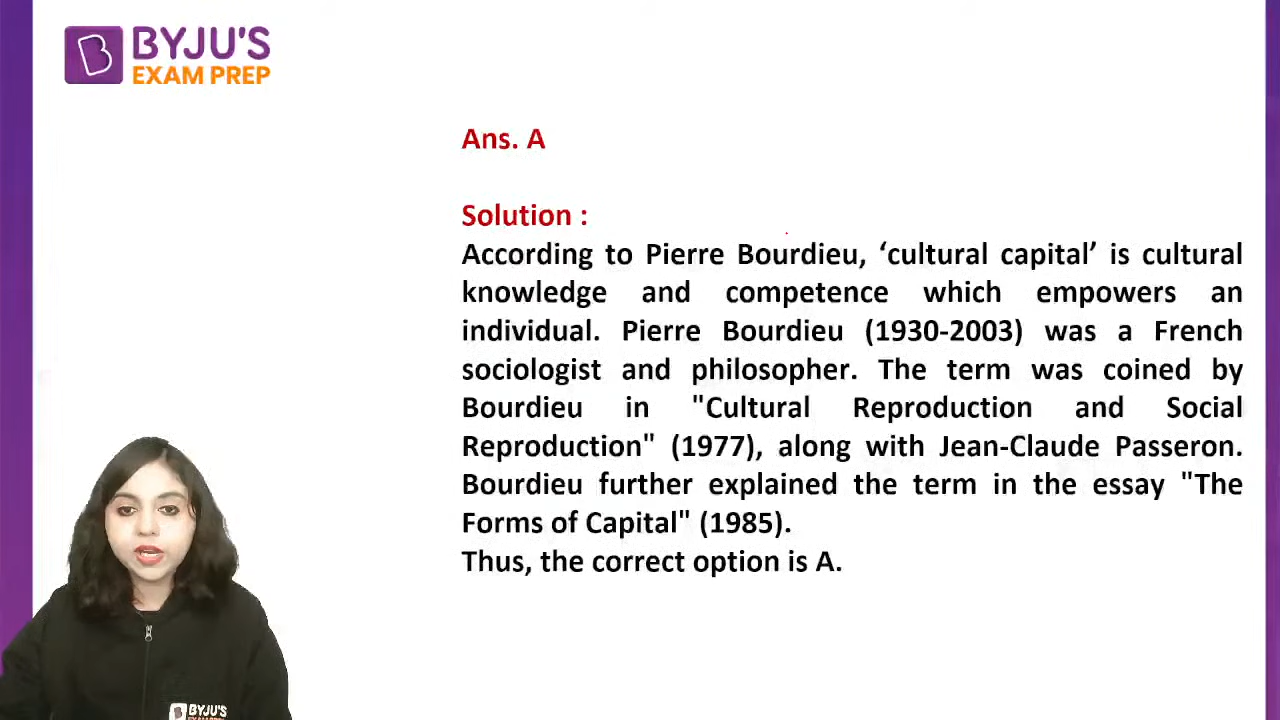 BYJU'S
EXAM PREP
Ans. A
Solution :
According to Pierre Bourdieu, ‘cultural capital’ is cultural
knowledge and competence which empowers an
individual. Pierre Bourdieu (1930-2003) was a French
sociologist and philosopher. The term was coined by
Bourdieu in "Cultural Reproduction and Social
Reproduction" (1977), along with Jean-Claude Passeron.
Bourdieu further explained the term in the essay "The
Forms of Capital" (1985).
Thus, the correct option is A.
BYJU'S
EXAM PREP